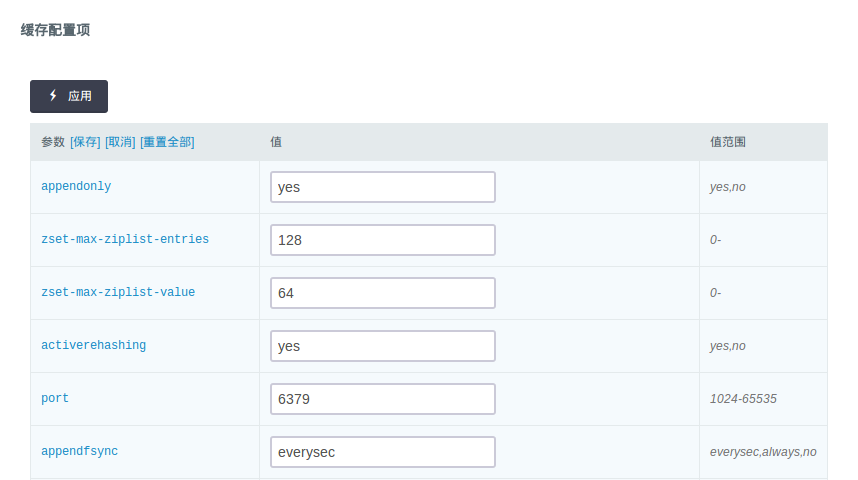 缓存配置项
应用
参数 [保存] [取消] [重置全部] 值 值范围
appendonly yes yes,no
zset-max-ziplist-entries 128 0-
zset-max-ziplist-value 64 0-
activerehashing yes yes,no
port 6379 1024-65535
appendfsync everysec everysec,always,no